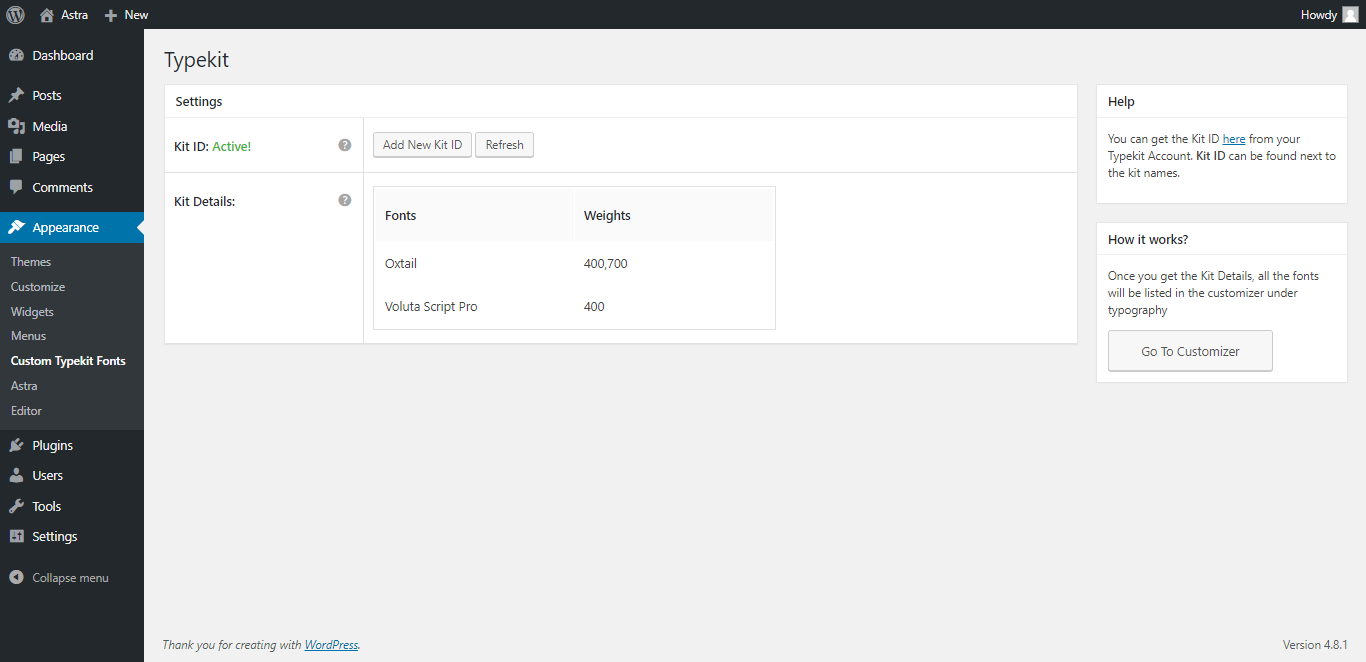 Astra
New
Howdy
Dashboard
Posts
Media
Pages
Comments
Appearance
Themes
Customize
Widgets
Menus
Custom Typekit Fonts
Astra
Editor
Plugins
Users
Tools
Settings
Collapse menu
Typekit
Settings
Kit ID: Active!
?
Add New Kit ID
Refresh
Kit Details:
?
Fonts Weights
Oxtail 400,700
Voluta Script Pro 400
Help
You can get the Kit ID here from your
Typekit Account. Kit ID can be found next to
the kit names.
How it works?
Once you get the Kit Details, all the fonts
will be listed in the customizer under
typography
Go To Customizer
Thank you for creating with WordPress.
Version 4.8.1